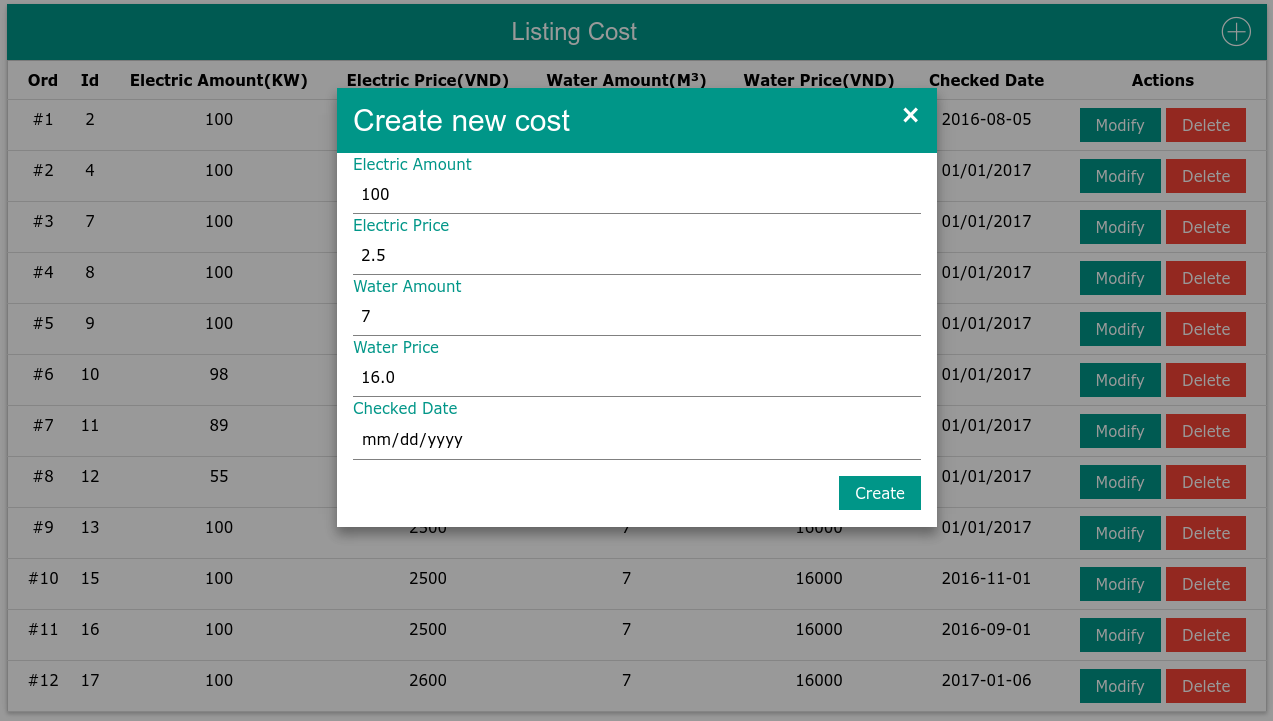 Listing Cost
Ord Id Electric Amount(KW) Electric Price(VND) Water Amount(M³) Water Price(VND) Checked Date Actions
Create new cost ×
#1 2 100 2016-08-05 Modify Delete
Electric Amount
#2 4 100 01/01/2017 Modify Delete
100
#3 7 100 01/01/2017 Modify Delete
Electric Price
2.5
#4 8 100 01/01/2017 Modify Delete
Water Amount
7
#5 9 100 01/01/2017 Modify Delete
Water Price
16.0
#6 10 98 01/01/2017 Modify Delete
Checked Date
mm/dd/yyyy
#7 11 89 01/01/2017 Modify Delete
#8 12 55 01/01/2017 Modify Delete
Create
#9 13 100 2500 7 16000 01/01/2017 Modify Delete
#10 15 100 2500 7 16000 2016-11-01 Modify Delete
#11 16 100 2500 7 16000 2016-09-01 Modify Delete
#12 17 100 2600 7 16000 2017-01-06 Modify Delete